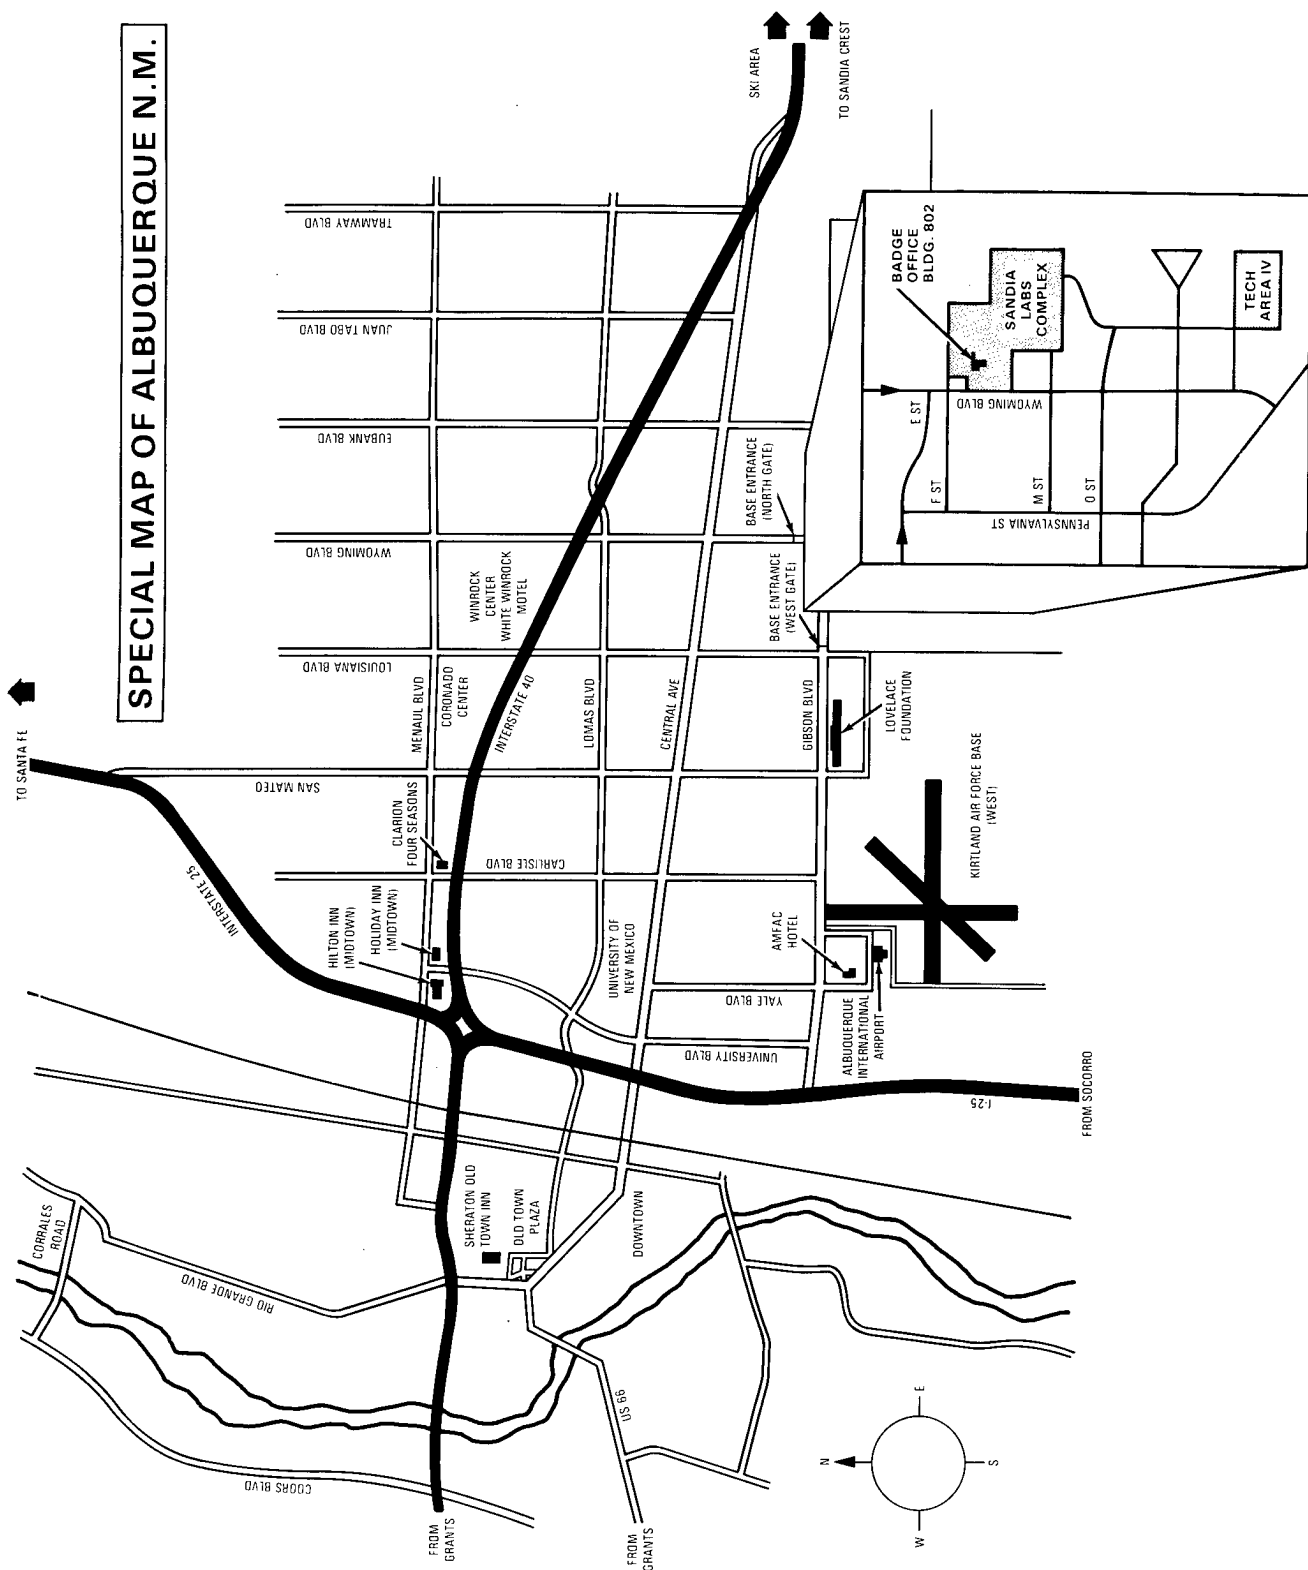 SPECIAL MAP OF ALBUQUERQUE N.M.
TO SANTA FE
SKI AREA
TO SANDIA CREST
TRAMWAY BLVD
JUAN TABO BLVD
EUBANK BLVD
WYOMING BLVD
LOUISIANA BLVD
SAN MATEO
CARLISLE BLVD
INTERSTATE 25
MENAUL BLVD
CORONADO
CENTER
WINROCK
CENTER
WHITE WINROCK
MOTEL
INTERSTATE 40
LOMAS BLVD
CENTRAL AVE
GIBSON BLVD
CLARION
FOUR SEASONS
HILTON INN
(MIDTOWN)
HOLIDAY INN
(MIDTOWN)
UNIVERSITY OF
NEW MEXICO
BASE ENTRANCE
(NORTH GATE)
BASE ENTRANCE
(WEST GATE)
LOVELACE
FOUNDATION
KIRTLAND AIR FORCE BASE
(WEST)
AMFAC
HOTEL
YALE BLVD
UNIVERSITY BLVD
ALBUQUERQUE
INTERNATIONAL
AIRPORT
I-25
FROM SOCORRO
CORRALES
ROAD
RIO GRANDE BLVD
SHERATON OLD
TOWN INN
OLD TOWN
PLAZA
DOWNTOWN
COORS BLVD
US 66
FROM
GRANTS
FROM
GRANTS
N
E
S
W
BADGE
OFFICE
BLDG. 802
SANDIA
LABS
COMPLEX
TECH
AREA IV
WYOMING BLVD
E ST
F ST
M ST
O ST
PENNSYLVANIA ST